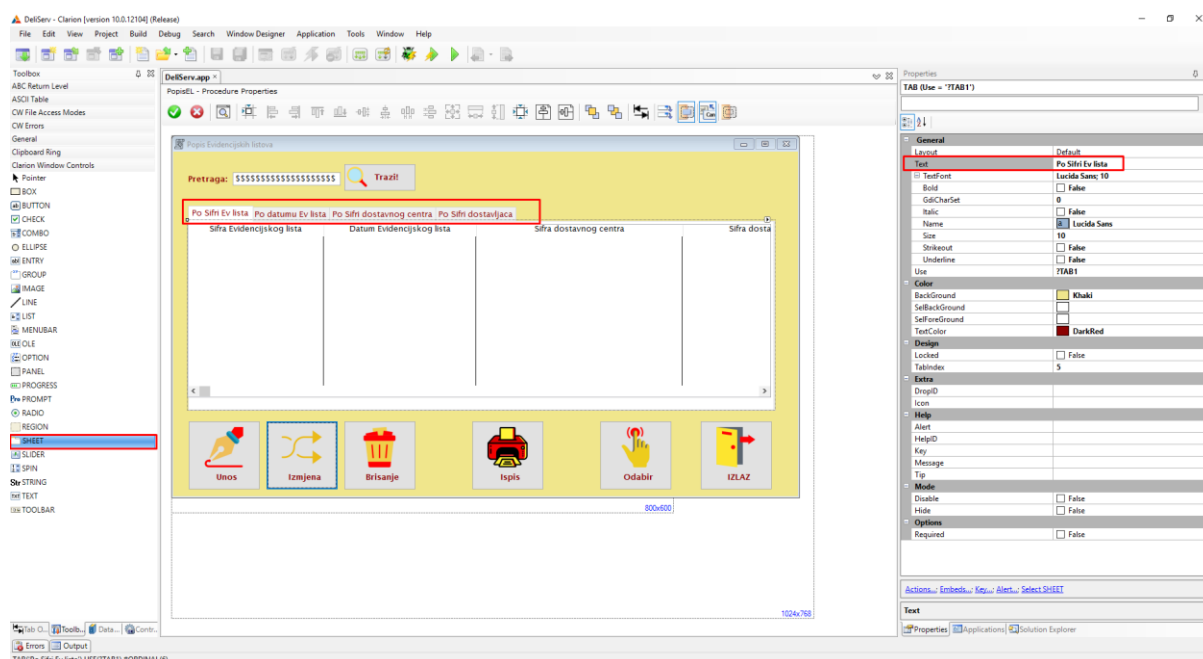 DeliServ - Clarion [version 10.0.12104] (Release)
File Edit View Project Build Debug Search Window Designer Application Tools Window Help
Toolbox
ABC Return Level
ASCII Table
CW File Access Modes
CW Errors
General
Clipboard Ring
Clarion Window Controls
Pointer
BOX
BUTTON
CHECK
COMBO
ELLIPSE
ENTRY
GROUP
IMAGE
LINE
LIST
MENUBAR
OLE
OPTION
PANEL
PROGRESS
PROMPT
RADIO
REGION
SHEET
SLIDER
SPIN
STRING
TEXT
TOOLBAR
Tab O... Toolb... Data... Contr...
Errors Output
DeliServ.app
PopisEL - Procedure Properties
Popis Evidencijskih listova
Pretraga: $$$$$$$$$$$$$$$$$$$$ Trazi!
Po Sifri Ev lista Po datumu Ev lista Po Sifri dostavnog centra Po Sifri dostavljaca
Sifra Evidencijskog lista Datum Evidencijskog lista Sifra dostavnog centra Sifra dosta
Unos Izmjena Brisanje Ispis Odabir IZLAZ
800x600
1024x768
Properties
TAB (Use = '?TAB1')
General
Layout Default
Text Po Sifri Ev lista
TextFont Lucida Sans; 10
Bold False
GdiCharSet 0
Italic False
Name Lucida Sans
Size 10
Strikeout False
Underline False
Use ?TAB1
Color
BackGround Khaki
SelBackGround
SelForeGround
TextColor DarkRed
Design
Locked False
TabIndex 5
Extra
DropID
Icon
Help
Alert
HelpID
Key
Message
Tip
Mode
Disable False
Hide False
Options
Required False
Actions...; Embeds...; Key...; Alert...; Select SHEET
Text
Properties Applications Solution Explorer